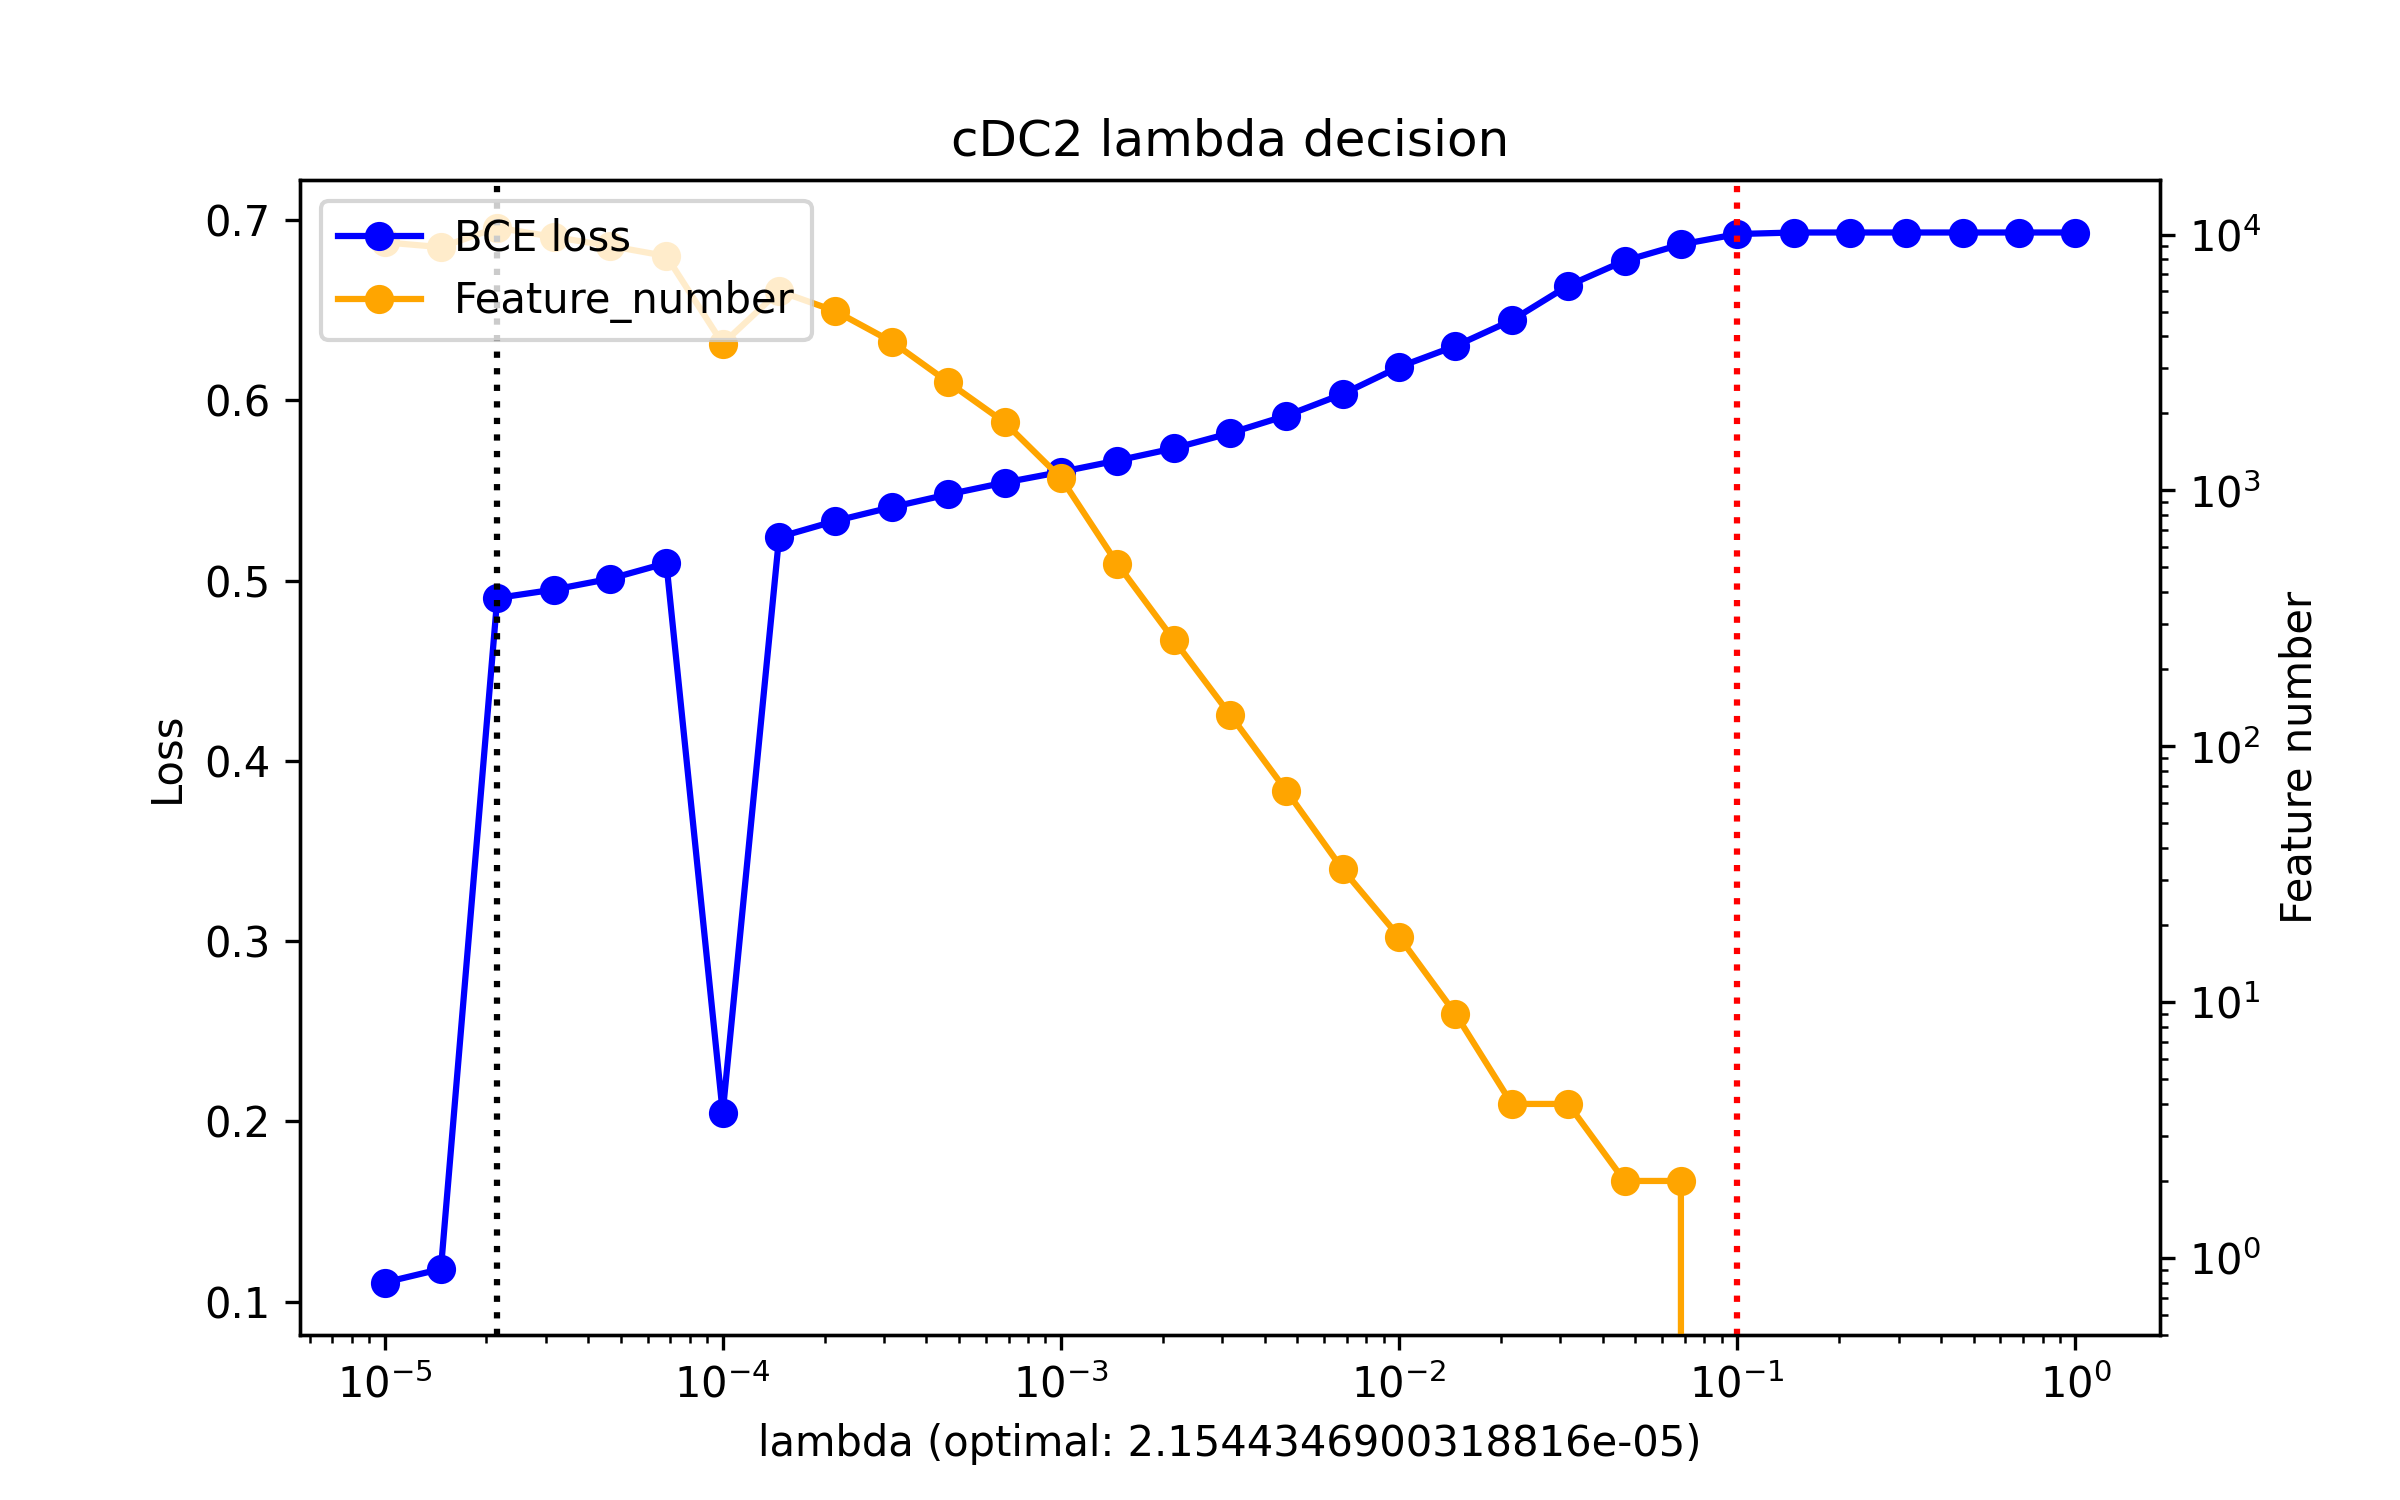 cDC2 lambda decision
BCE loss
Feature_number
0.7
0.6
0.5
0.4
0.3
0.2
0.1
Loss
10⁴
10³
10²
10¹
10⁰
Feature number
10⁻⁵ 10⁻⁴ 10⁻³ 10⁻² 10⁻¹ 10⁰
lambda (optimal: 2.1544346900318816e-05)